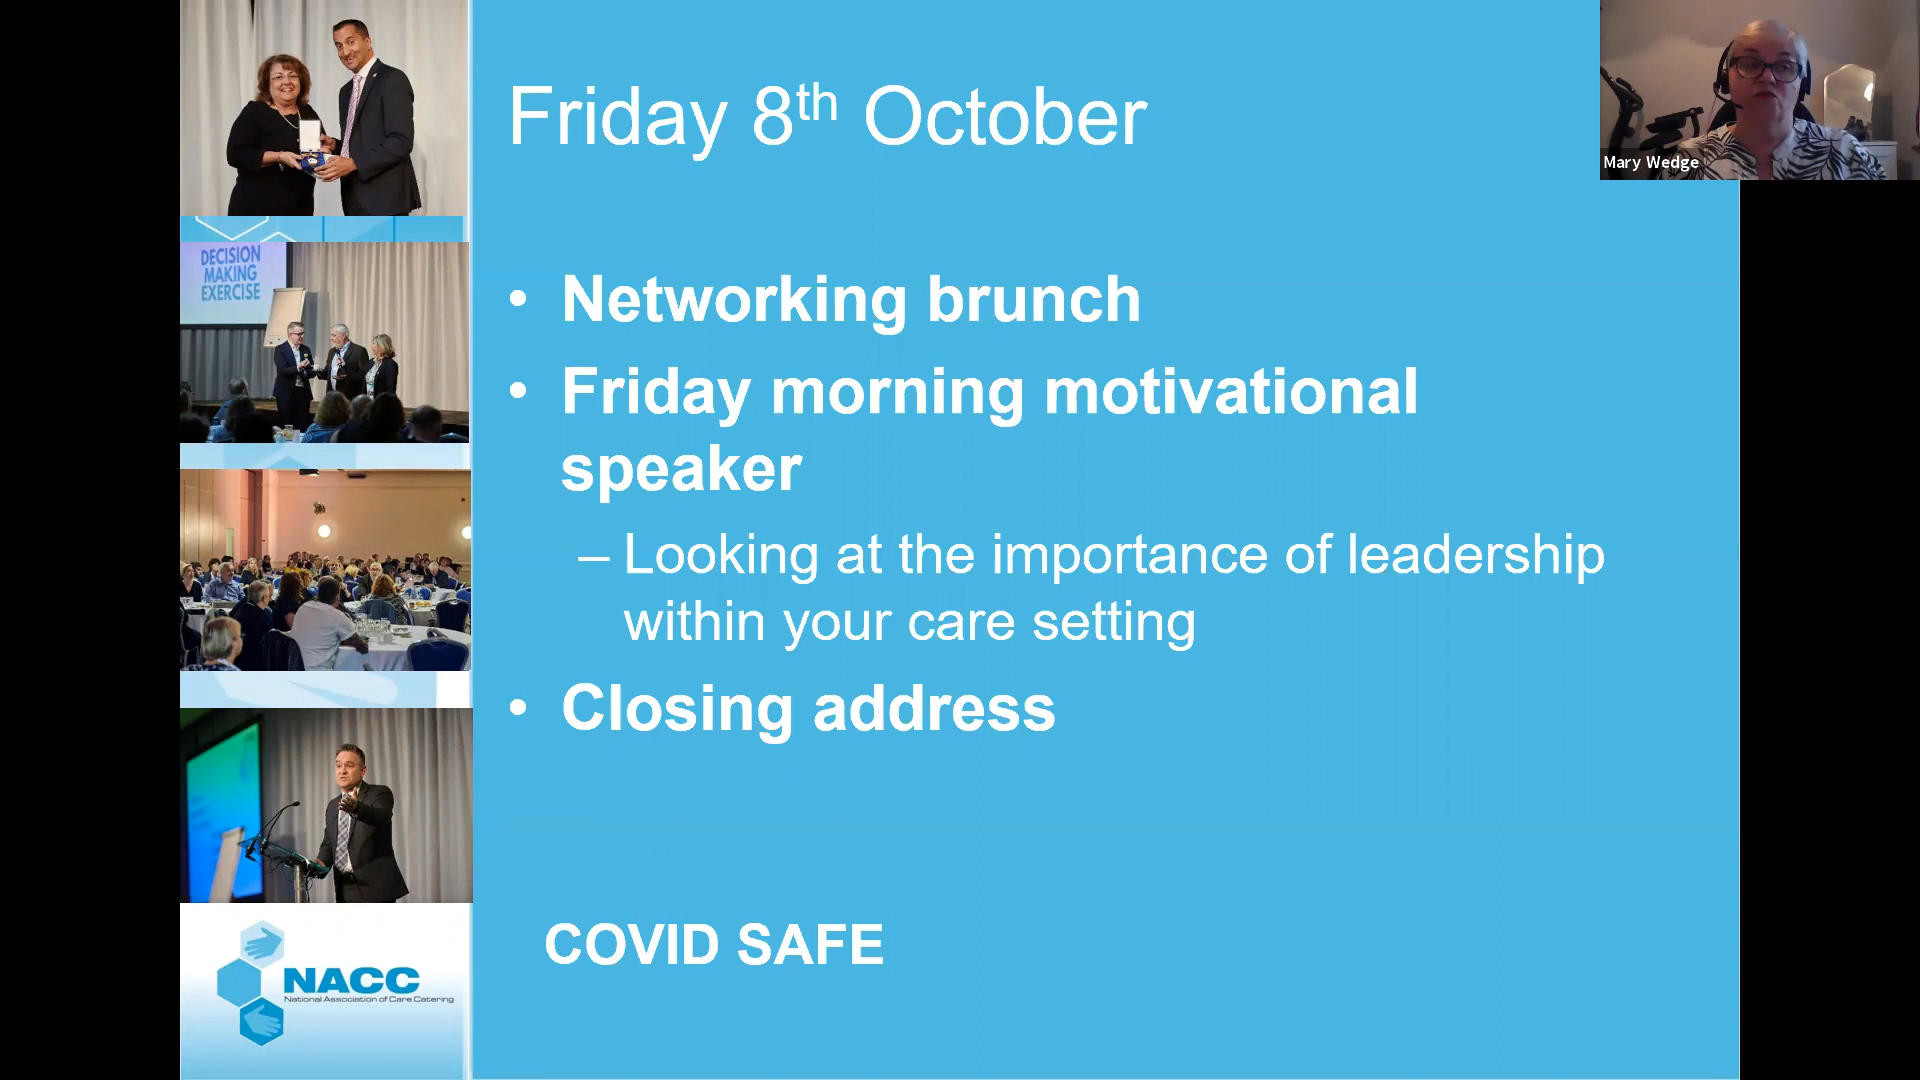 Friday 8th October
• Networking brunch
• Friday morning motivational
speaker
– Looking at the importance of leadership
within your care setting
• Closing address
COVID SAFE
DECISION
MAKING
EXERCISE
NACC
National Association of Care Catering
Mary Wedge